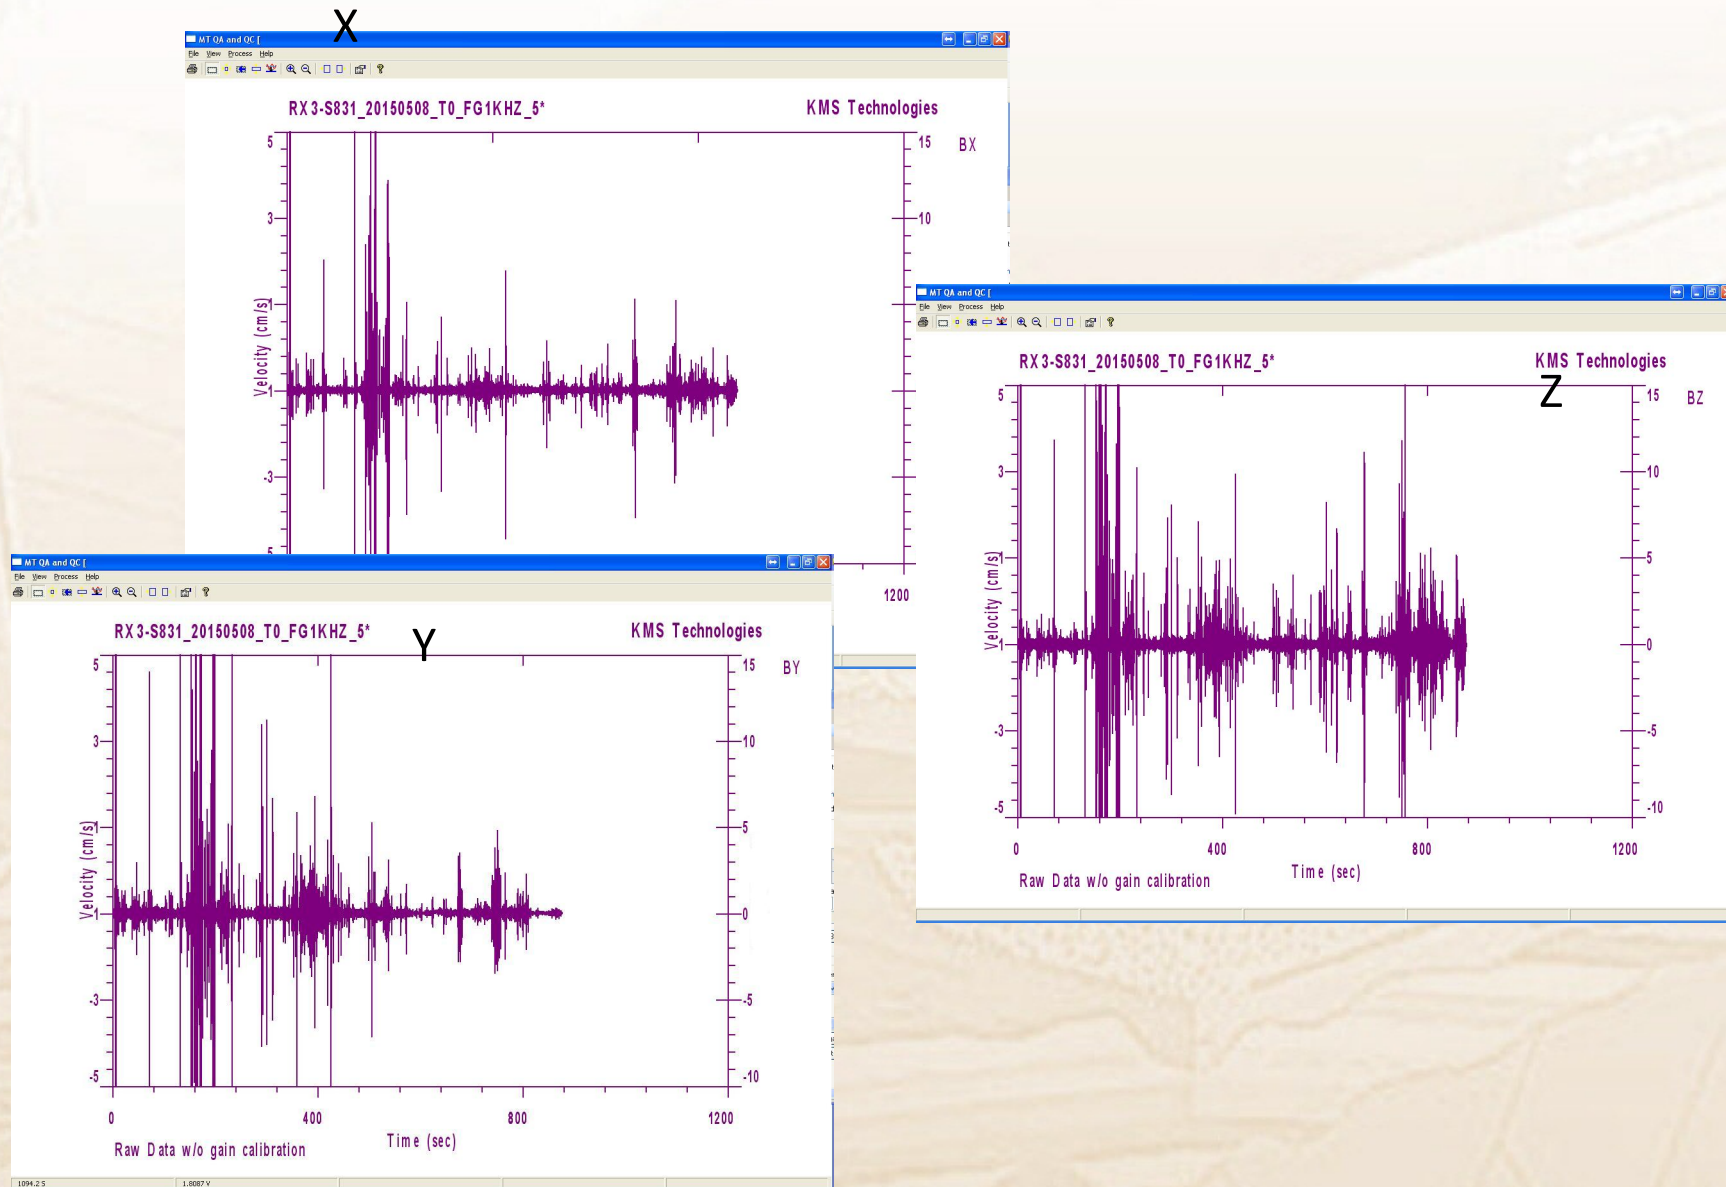 X
MT QA and QC [
File View Process Help
RX3-S831_20150508_T0_FG1KHZ_5*
KMS Technologies
5
3
1
-1
-3
5
Velocity (cm/s)
15
10
BX
1200
MT QA and QC [
File View Process Help
RX3-S831_20150508_T0_FG1KHZ_5*
KMS Technologies
Z
5
3
1
-1
-3
-5
Velocity (cm/s)
15
10
5
0
-5
-10
BZ
0
400
800
1200
Time (sec)
Raw Data w/o gain calibration
MT QA and QC [
File View Process Help
RX3-S831_20150508_T0_FG1KHZ_5*
Y
KMS Technologies
5
3
1
-1
-3
-5
Velocity (cm/s)
15
10
5
0
-5
-10
BY
0
400
800
1200
Time (sec)
Raw Data w/o gain calibration
1094.2 S
1.8087 V